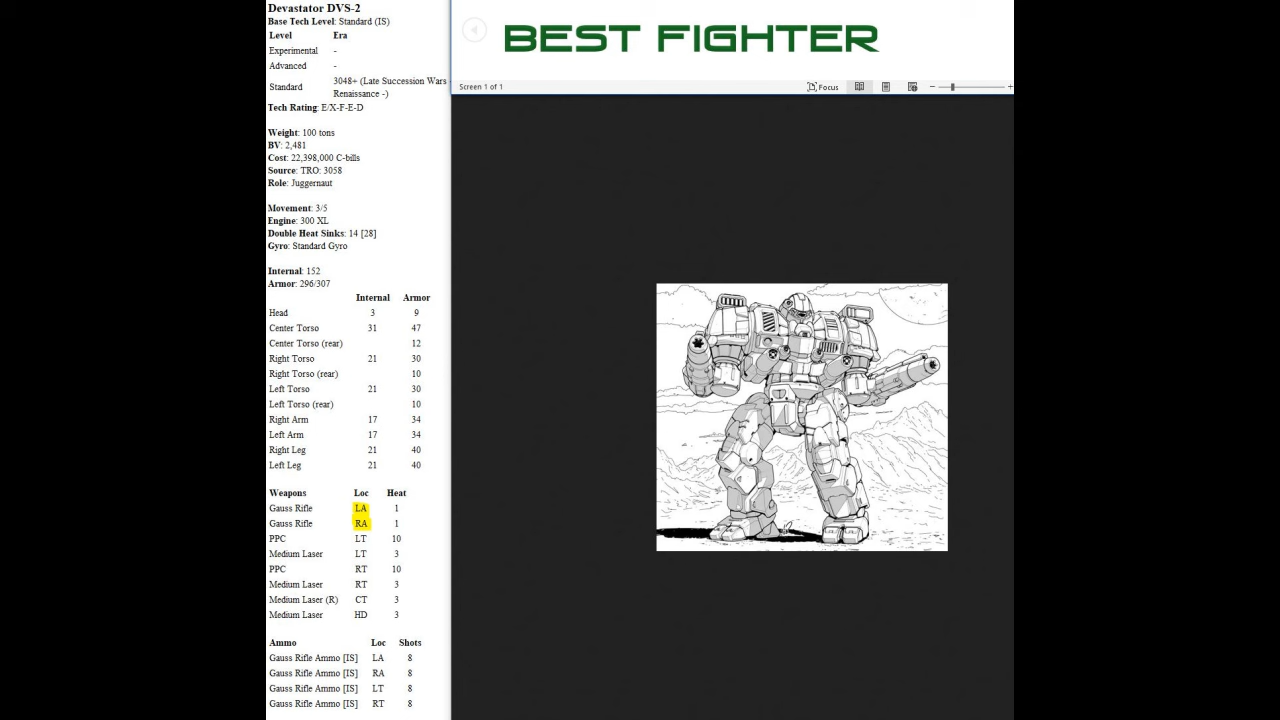 Devastator DVS-2
Base Tech Level: Standard (IS)
Level Era
Experimental -
Advanced -
Standard 3048+ (Late Succession Wars -
Renaissance -)
Tech Rating: E/X-F-E-D
Weight: 100 tons
BV: 2,481
Cost: 22,398,000 C-bills
Source: TRO: 3058
Role: Juggernaut
Movement: 3/5
Engine: 300 XL
Double Heat Sinks: 14 [28]
Gyro: Standard Gyro
Internal: 152
Armor: 296/307
Internal Armor
Head 3 9
Center Torso 31 47
Center Torso (rear) 12
Right Torso 21 30
Right Torso (rear) 10
Left Torso 21 30
Left Torso (rear) 10
Right Arm 17 34
Left Arm 17 34
Right Leg 21 40
Left Leg 21 40
Weapons Loc Heat
Gauss Rifle LA 1
Gauss Rifle RA 1
PPC LT 10
Medium Laser LT 3
PPC RT 10
Medium Laser RT 3
Medium Laser (R) CT 3
Medium Laser HD 3
Ammo Loc Shots
Gauss Rifle Ammo [IS] LA 8
Gauss Rifle Ammo [IS] RA 8
Gauss Rifle Ammo [IS] LT 8
Gauss Rifle Ammo [IS] RT 8
BEST FIGHTER
Screen 1 of 1
Focus